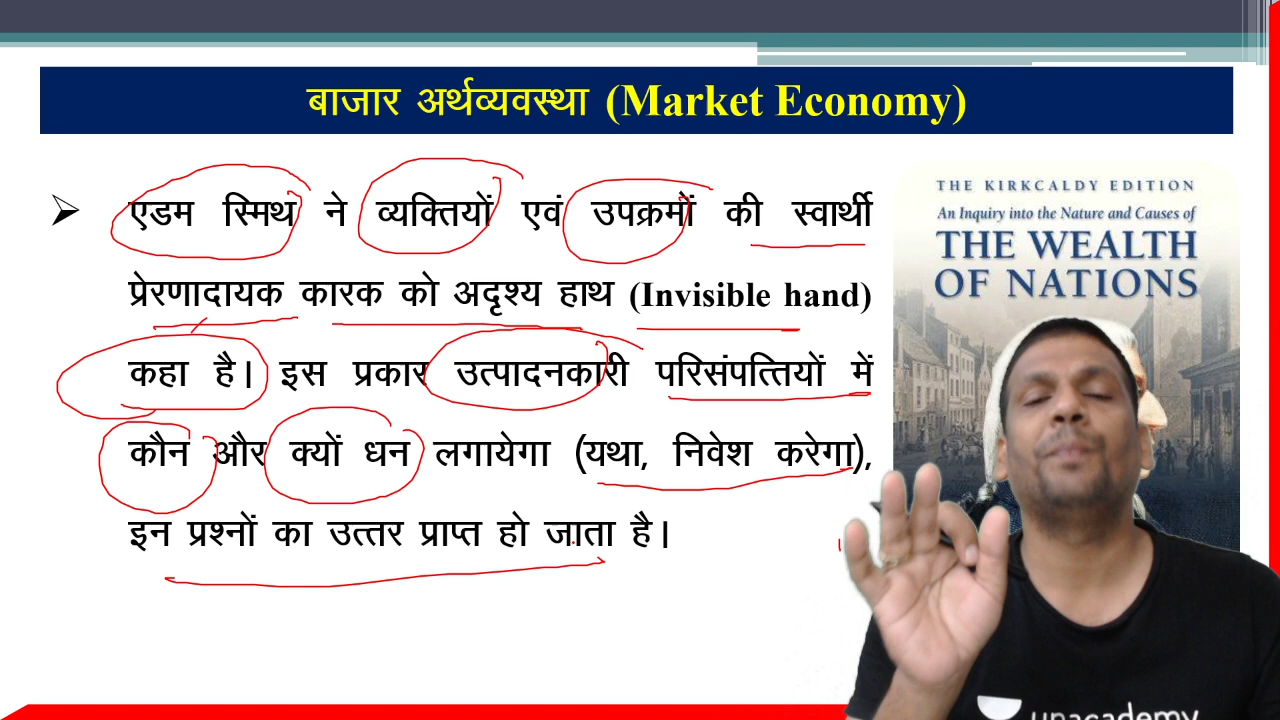 बाजार अर्थव्यवस्था (Market Economy)
➢ एडम स्मिथ ने व्यक्तियों एवं उपक्रमों की स्वार्थी
प्रेरणादायक कारक को अदृश्य हाथ (Invisible hand)
कहा है। इस प्रकार उत्पादनकारी परिसंपत्तियों में
कौन और क्यों धन लगायेगा (यथा, निवेश करेगा),
इन प्रश्नों का उत्तर प्राप्त हो जाता है।
THE KIRKCALDY EDITION
An Inquiry into the Nature and Causes of
THE WEALTH
OF NATIONS
unacademy